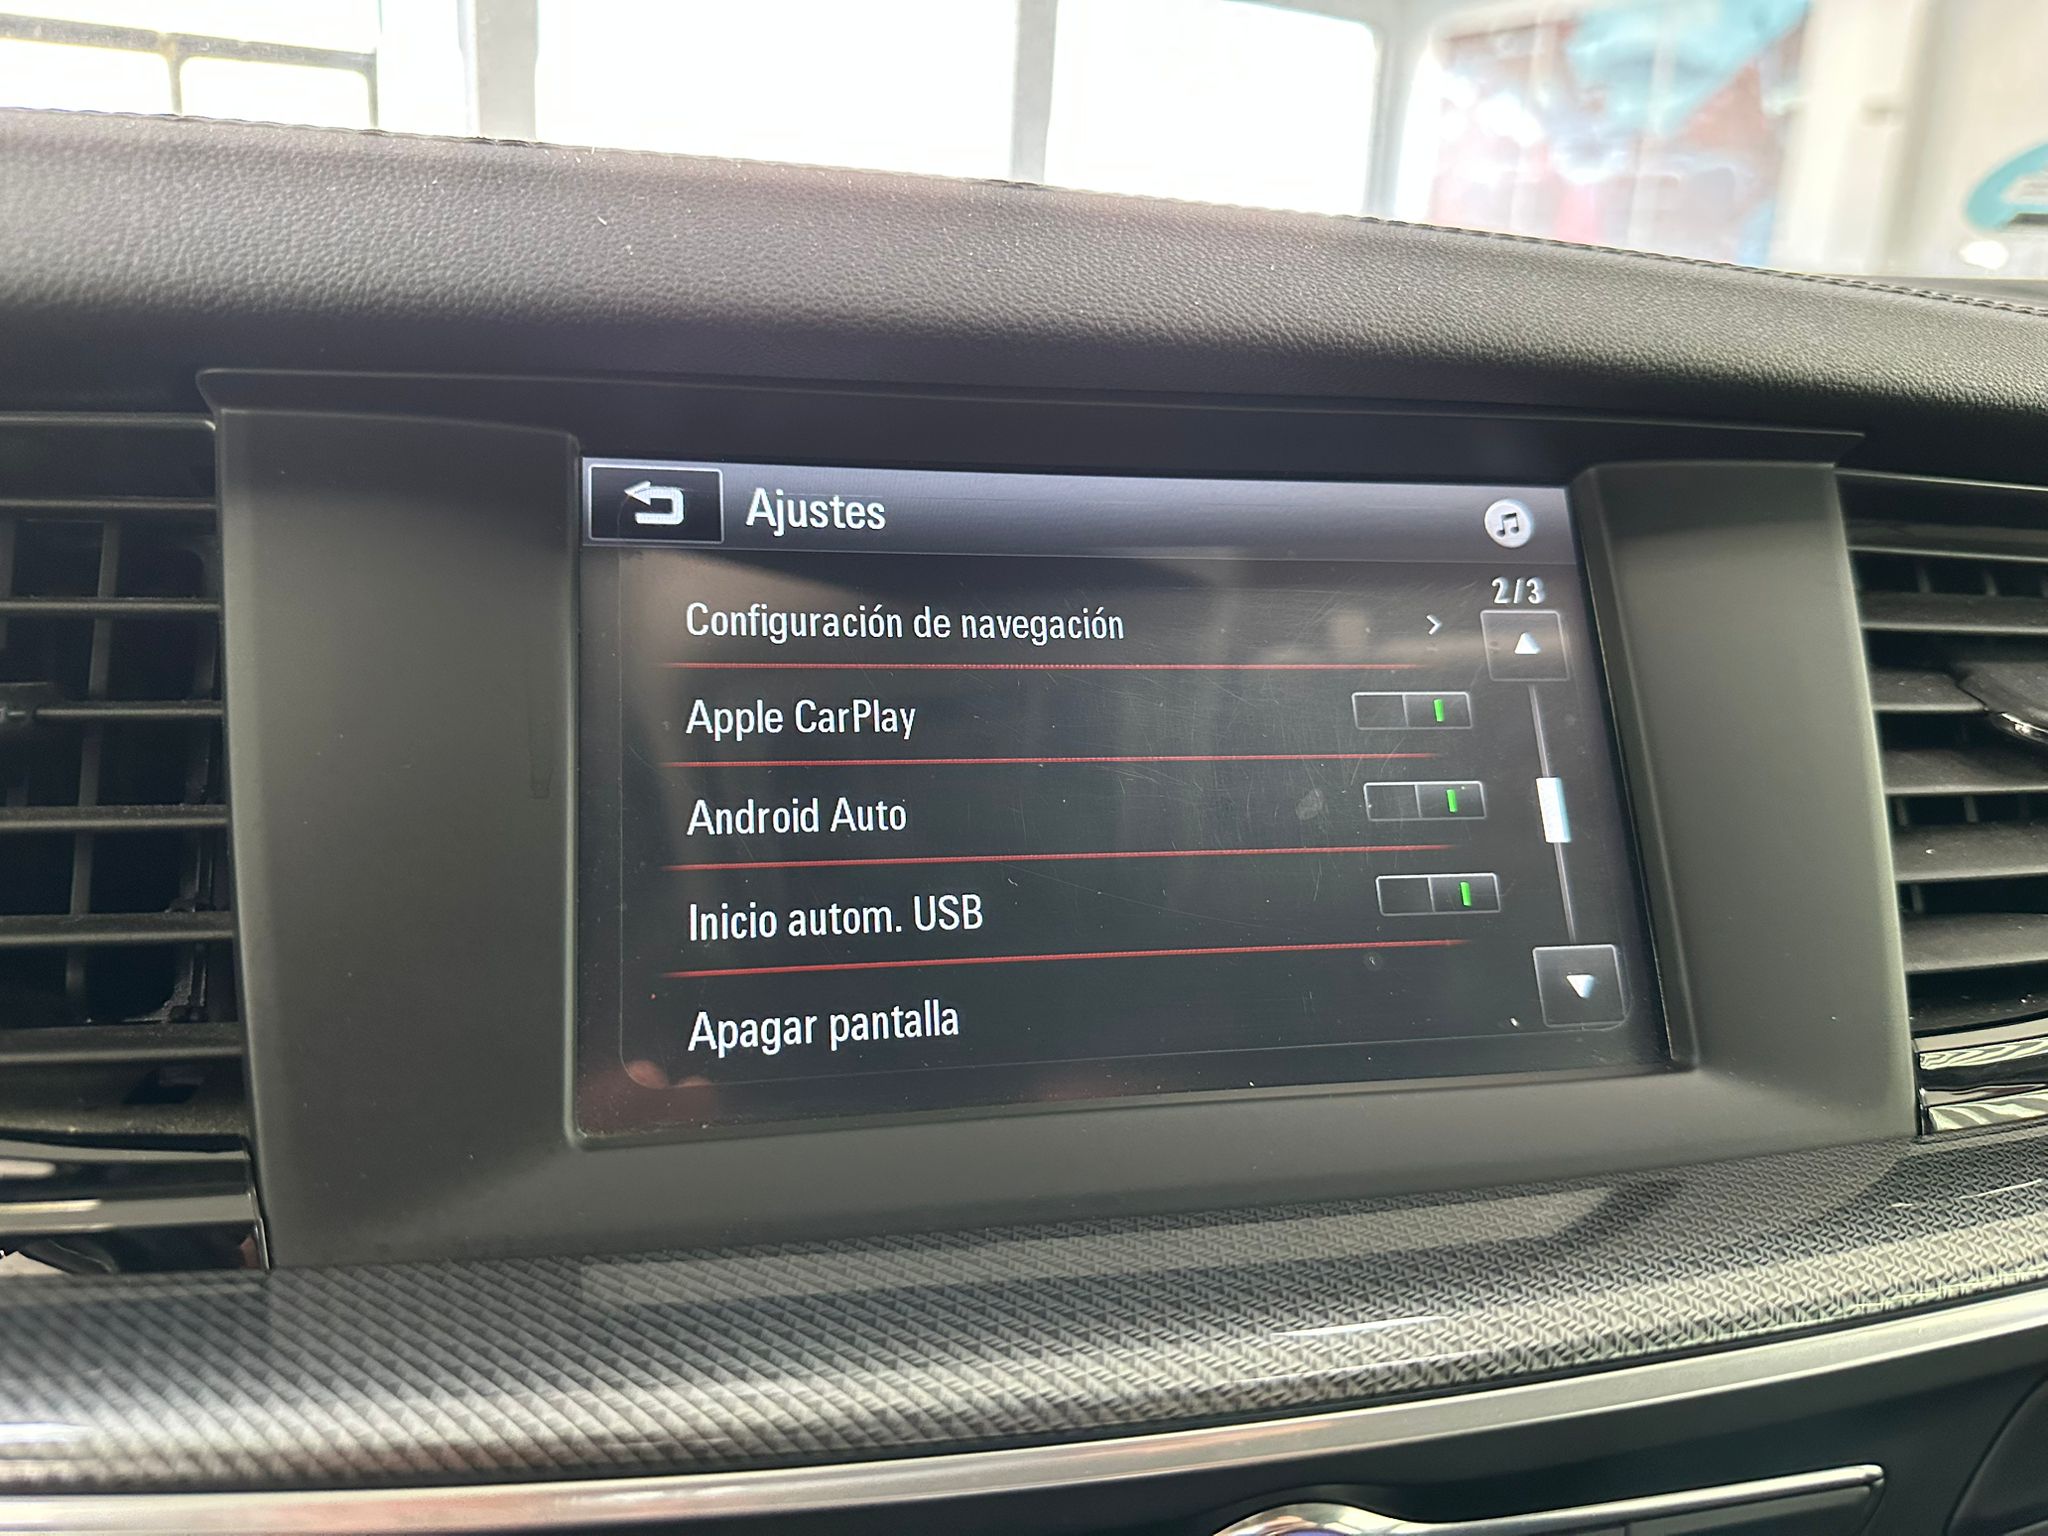 Ajustes
2/3
Configuración de navegación
Apple CarPlay
Android Auto
Inicio autom. USB
Apagar pantalla